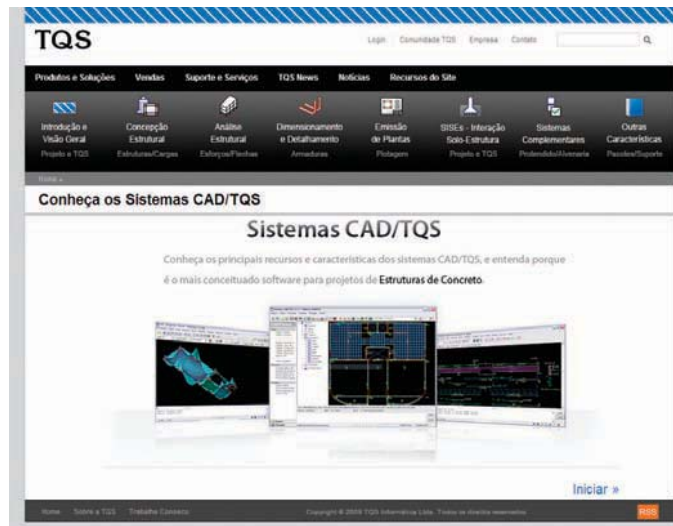 TQS
Login Comunidade TQS Empresa Contato
Produtos e Soluções Vendas Suporte e Serviços TQS News Notícias Recursos do Site
Introdução e Visão Geral
Projeto e TQS
Concepção Estrutural
Estruturas/Cargas
Análise Estrutural
Esforços/Flechas
Dimensionamento e Detalhamento
Armaduras
Emissão de Plantas
Plotagem
SISEs - Interação Solo-Estrutura
Projeto e TQS
Sistemas Complementares
Protendido/Alvenaria
Outras Características
Pacotes/Suporte
Home »
Conheça os Sistemas CAD/TQS
Sistemas CAD/TQS
Conheça os principais recursos e características dos sistemas CAD/TQS, e entenda porque
é o mais conceituado software para projetos de Estruturas de Concreto.
Iniciar »
Home Sobre a TQS Trabalhe Conosco Copyright © 2008 TQS Informática Ltda. Todos os direitos reservados RSS